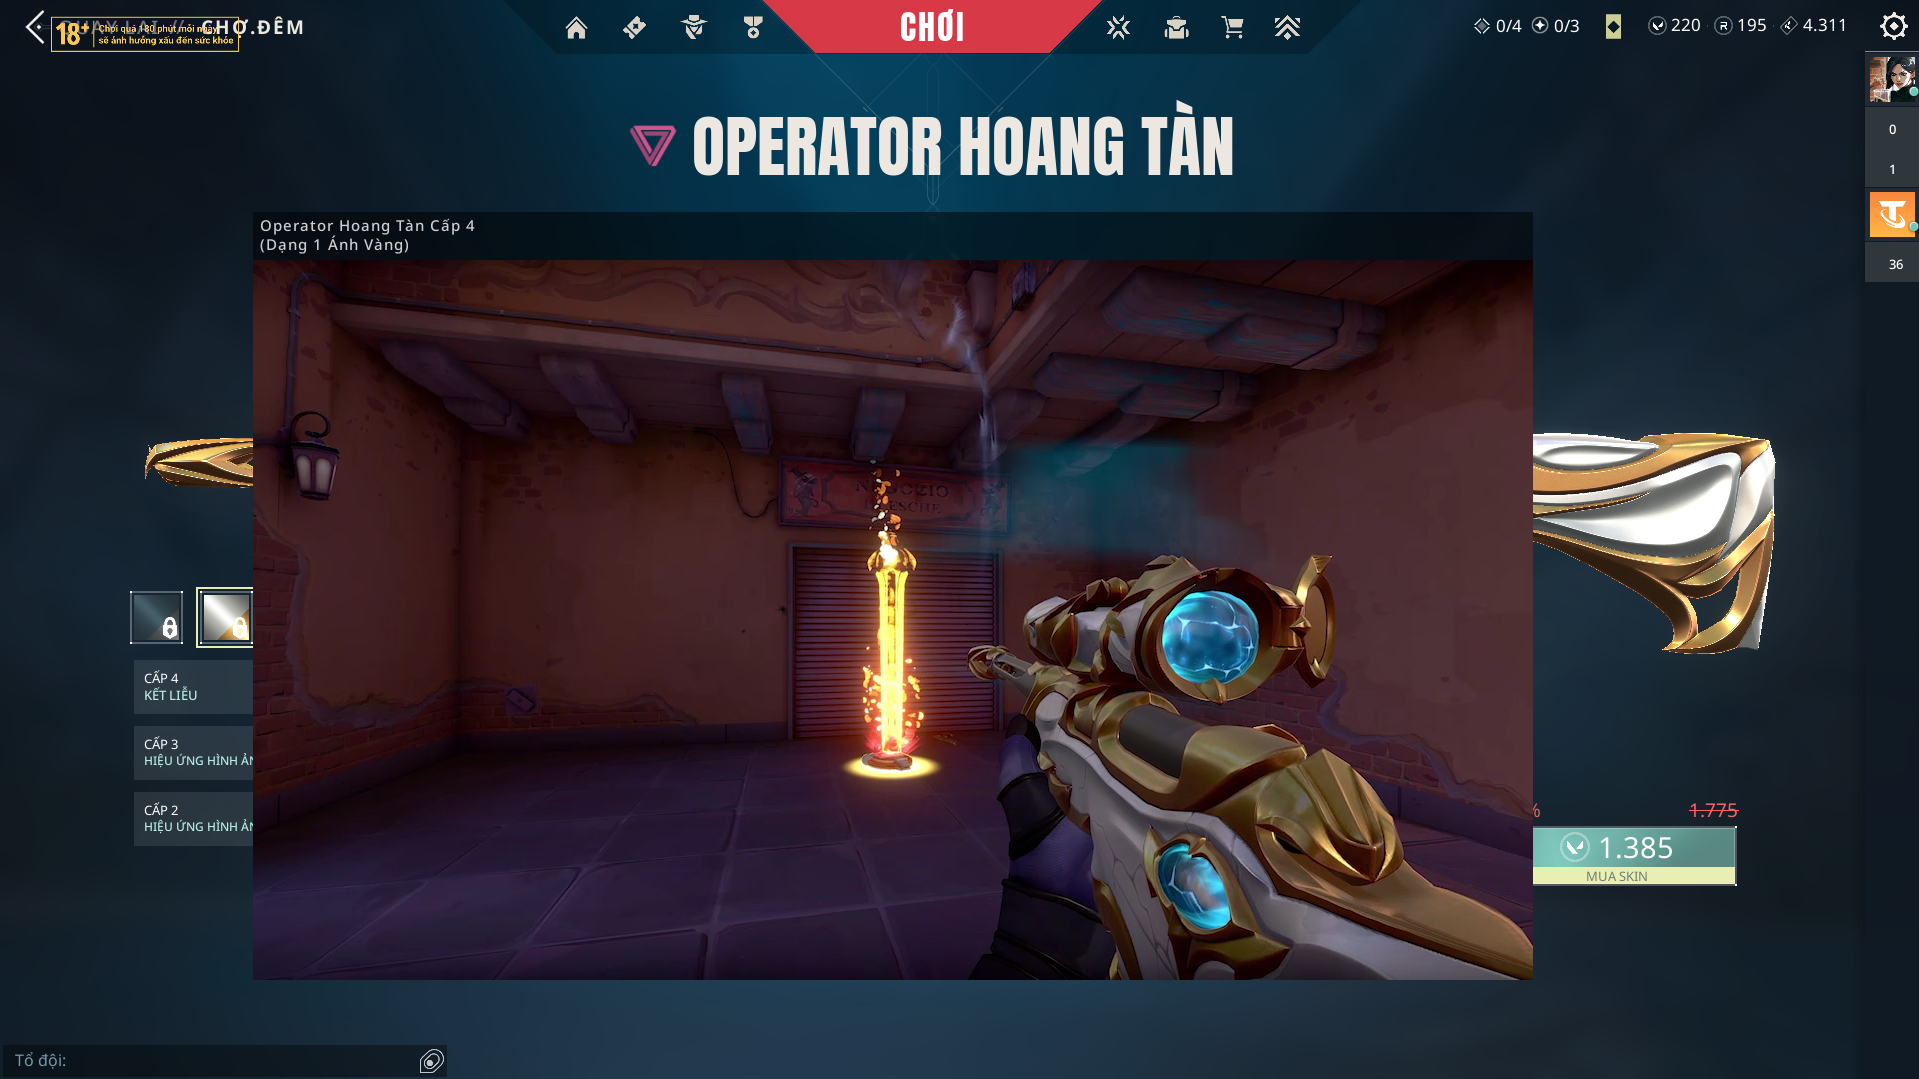 CHỢ.ĐÊM
18+
Chơi quá 180 phút mỗi ngày
sẽ ảnh hưởng xấu đến sức khỏe
CHƠI
0/4
0/3
220
195
4.311
OPERATOR HOANG TÀN
0
1
36
Operator Hoang Tàn Cấp 4
(Dạng 1 Ánh Vàng)
CẤP 4
KẾT LIỄU
CẤP 3
HIỆU ỨNG HÌNH
CẤP 2
HIỆU ỨNG HÌNH
%
1.775
1.385
MUA SKIN
Tổ đội: